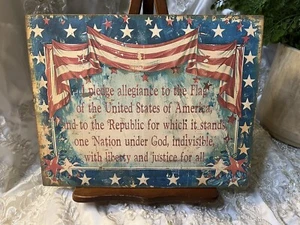 I pledge allegiance to the Flag
of the United States of America
and to the Republic for which it stands
one Nation under God, indivisible,
with liberty and justice for all.